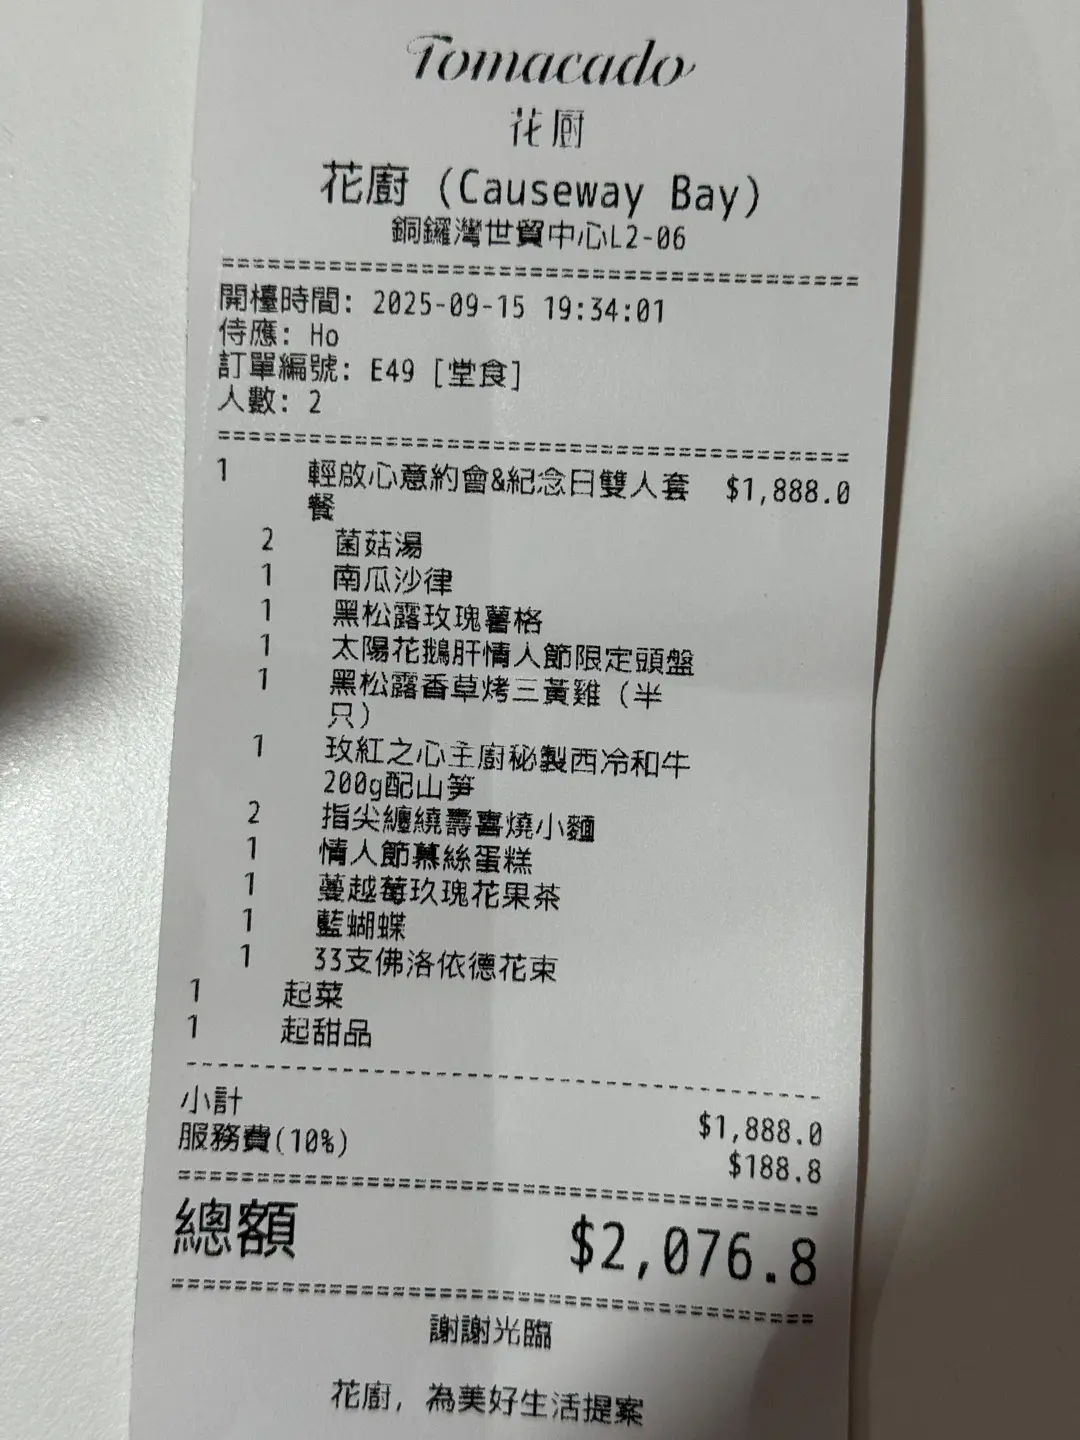 Tomacado
花廚
花廚 (Causeway Bay)
銅鑼灣世貿中心L2-06
開檯時間: 2025-09-15 19:34:01
侍應: Ho
訂單編號: E49 [堂食]
人數: 2
1 輕啟心意約會&紀念日雙人套 $1,888.0
餐
2 菌菇湯
1 南瓜沙律
1 黑松露玫瑰薯格
1 太陽花鵝肝情人節限定頭盤
1 黑松露香草烤三黃雞 (半
只)
1 玫紅之心主廚秘製西冷和牛
200g配山筍
2 指尖纏繞壽喜燒小麵
1 情人節慕絲蛋糕
1 蔓越莓玖瑰花果茶
1 藍蝴蝶
1 33支佛洛依德花束
1 起菜
1 起甜品
小計 $1,888.0
服務費(10%) $188.8
總額 $2,076.8
謝謝光臨
花廚, 為美好生活提案